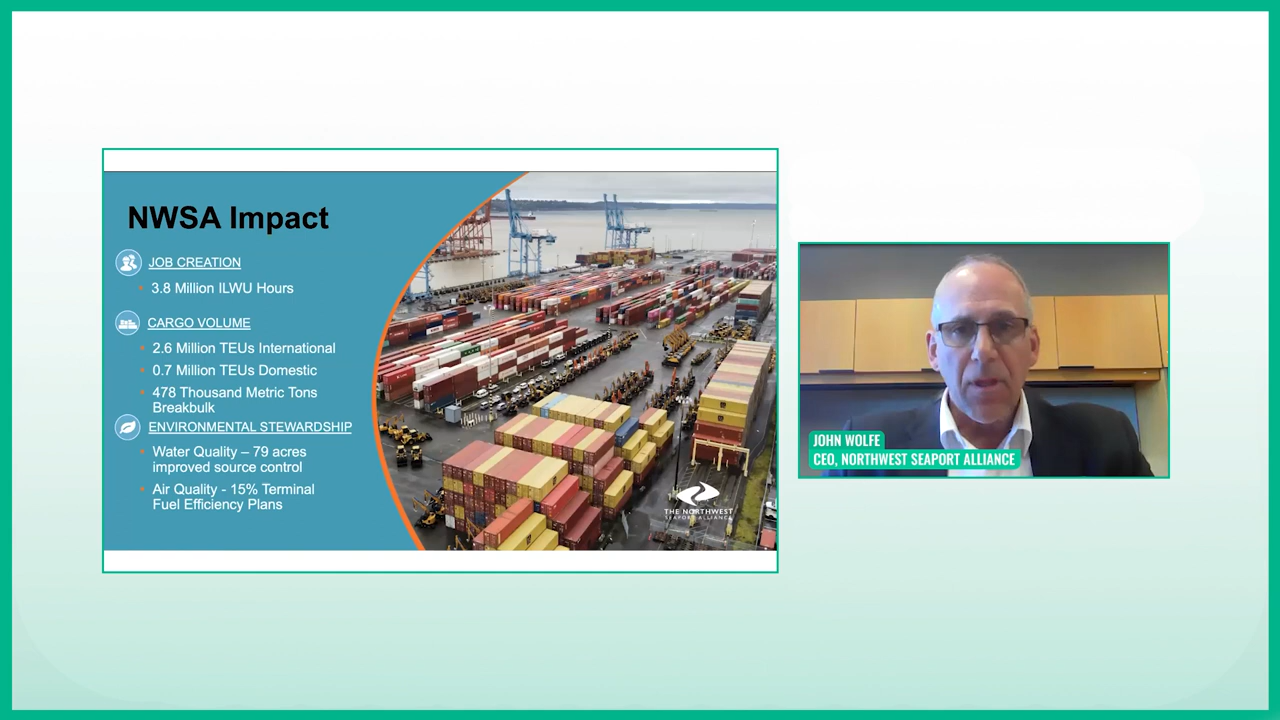 NWSA Impact
JOB CREATION
3.8 Million ILWU Hours
CARGO VOLUME
2.6 Million TEUs International
0.7 Million TEUs Domestic
478 Thousand Metric Tons
Breakbulk
ENVIRONMENTAL STEWARDSHIP
Water Quality – 79 acres
improved source control
Air Quality - 15% Terminal
Fuel Efficiency Plans
THE NORTHWEST
SEAPORT ALLIANCE
JOHN WOLFE
CEO, NORTHWEST SEAPORT ALLIANCE